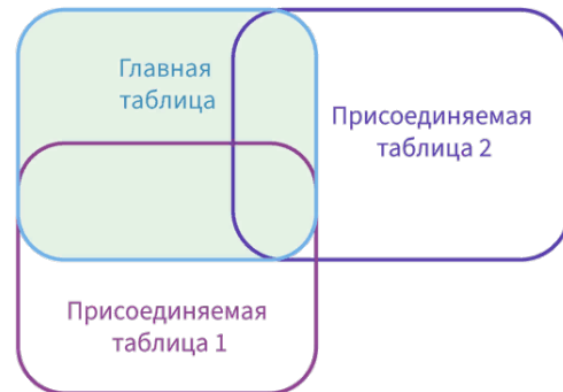 Главная
таблица
Присоединяемая
таблица 2
Присоединяемая
таблица 1